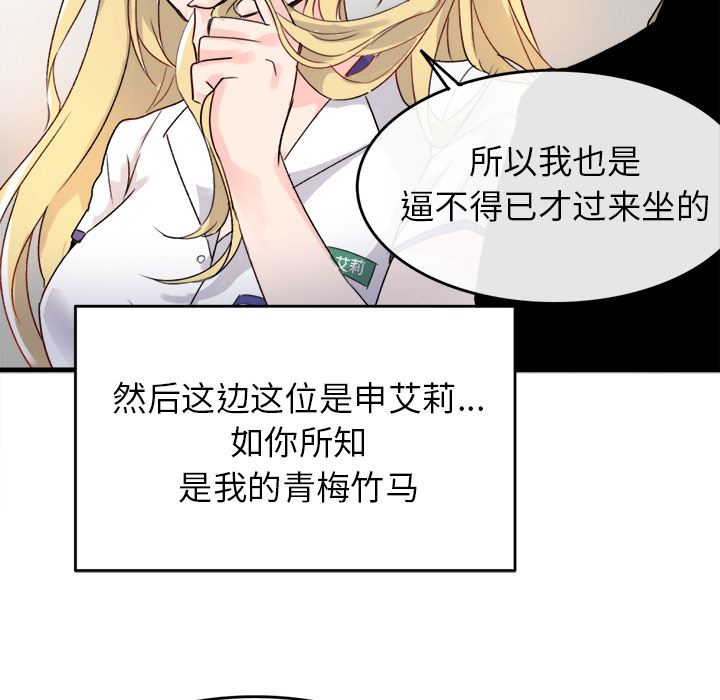 所以我也是
逼不得已才过来坐的
艾莉
然后这边这位是申艾莉...
如你所知
是我的青梅竹马